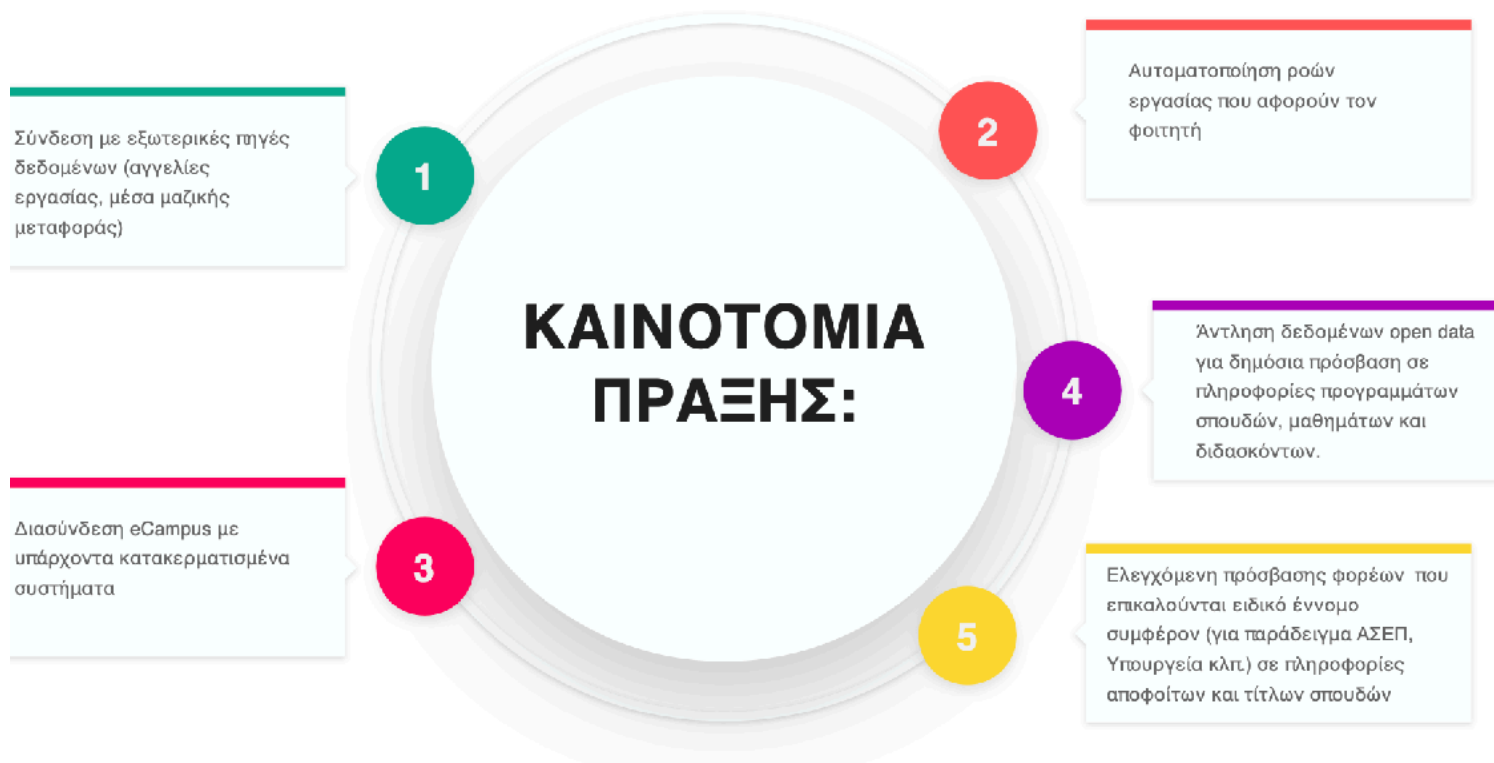 ΚΑΙΝΟΤΟΜΙΑ
ΠΡΑΞΗΣ:
1
Σύνδεση με εξωτερικές πηγές
δεδομένων (αγγελίες
εργασίας, μέσα μαζικής
μεταφοράς)
2
Αυτοματοποίηση ροών
εργασίας που αφορούν τον
φοιτητή
3
Διασύνδεση eCampus με
υπάρχοντα κατακερματισμένα
συστήματα
4
Άντληση δεδομένων open data
για δημόσια πρόσβαση σε
πληροφορίες προγραμμάτων
σπουδών, μαθημάτων και
διδασκόντων.
5
Ελεγχόμενη πρόσβασης φορέων που
επικαλούνται ειδικό έννομο
συμφέρον (για παράδειγμα ΑΣΕΠ,
Υπουργεία κλπ.) σε πληροφορίες
αποφοίτων και τίτλων σπουδών